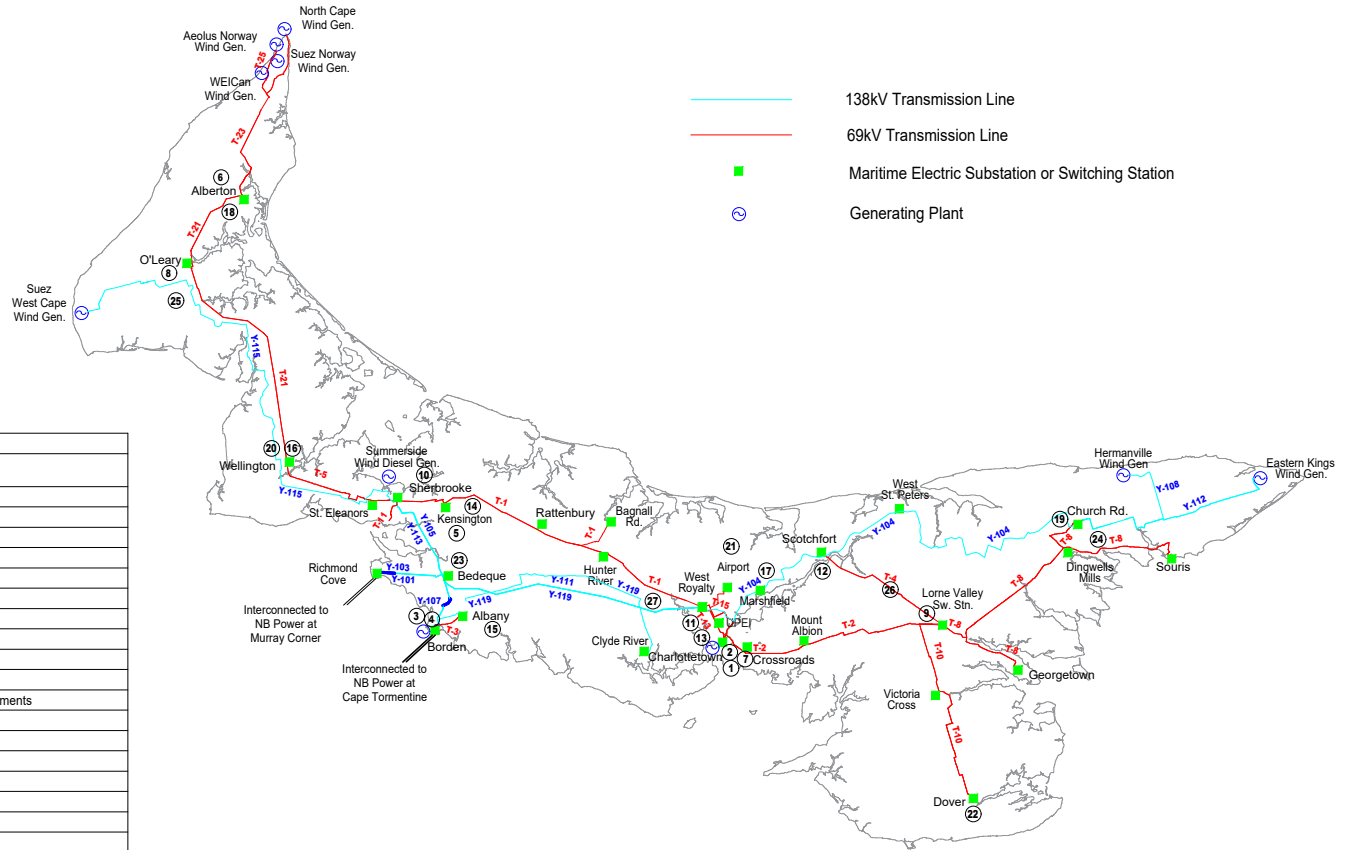 North Cape
Wind Gen.
Aeolus Norway
Wind Gen.
Suez Norway
Wind Gen.
T-25
WEICan
Wind Gen.
138kV Transmission Line
69kV Transmission Line
Maritime Electric Substation or Switching Station
Generating Plant
T-23
6
Alberton
18
T-21
O'Leary
8
Suez
West Cape
Wind Gen.
25
Y-115
T-21
20
16
Wellington
T-5
Y-115
Summerside
Wind Diesel Gen.
10
Sherbrooke
St. Eleanors
T-11
14
Kensington
5
T-1
Rattenbury
Bagnall
Rd.
T-1
Y-105
Y-113
23
Bedeque
Richmond
Cove
Y-103
Y-101
Y-107
Interconnected to
NB Power at
Murray Corner
3
4
Albany
15
T-3
Borden
Interconnected to
NB Power at
Cape Tormentine
Y-119
Y-111
Y-119
Y-119
Hunter
River
T-1
27
Clyde River
21
Airport
17
West
Royalty
T-15
Y-104
Marshfield
11
T-13
UPEI
13
Charlottetown
2
1
7
T-2
Crossroads
Mount
Albion
T-2
Scotchfort
12
Y-104
West
St. Peters
T-4
26
Lorne Valley
Sw. Stn.
9
T-8
Y-104
Hermanville
Wind Gen
Y-108
Eastern Kings
Wind Gen.
Y-112
19
Church Rd.
T-8
24
T-8
Dingwells
Mills
Souris
T-8
T-8
Georgetown
T-10
Victoria
Cross
T-10
Dover
22
ments